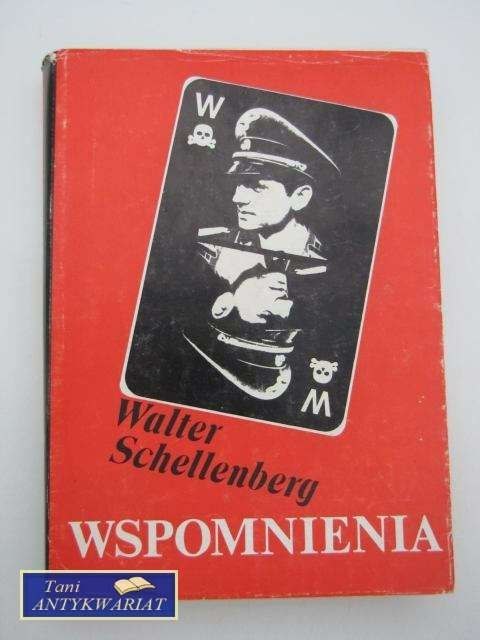 W
W
Walter
Schellenberg
WSPOMNIENIA
Tani
ANTYKWARIAT